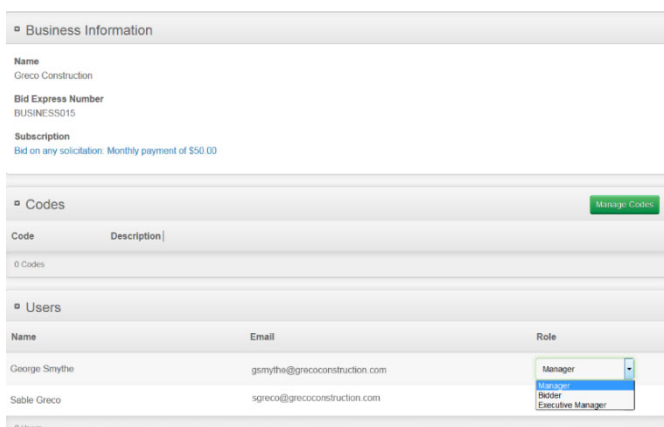 Business Information
Name
Greco Construction
Bid Express Number
BUSINESS015
Subscription
Bid on any solicitation: Monthly payment of $50.00
Codes
Manage Codes
Code Description
0 Codes
Users
Name Email Role
George Smythe gsmythe@grecoconstruction.com Manager
Manager
Sable Greco sgreco@grecoconstruction.com Bidder
Executive Manager